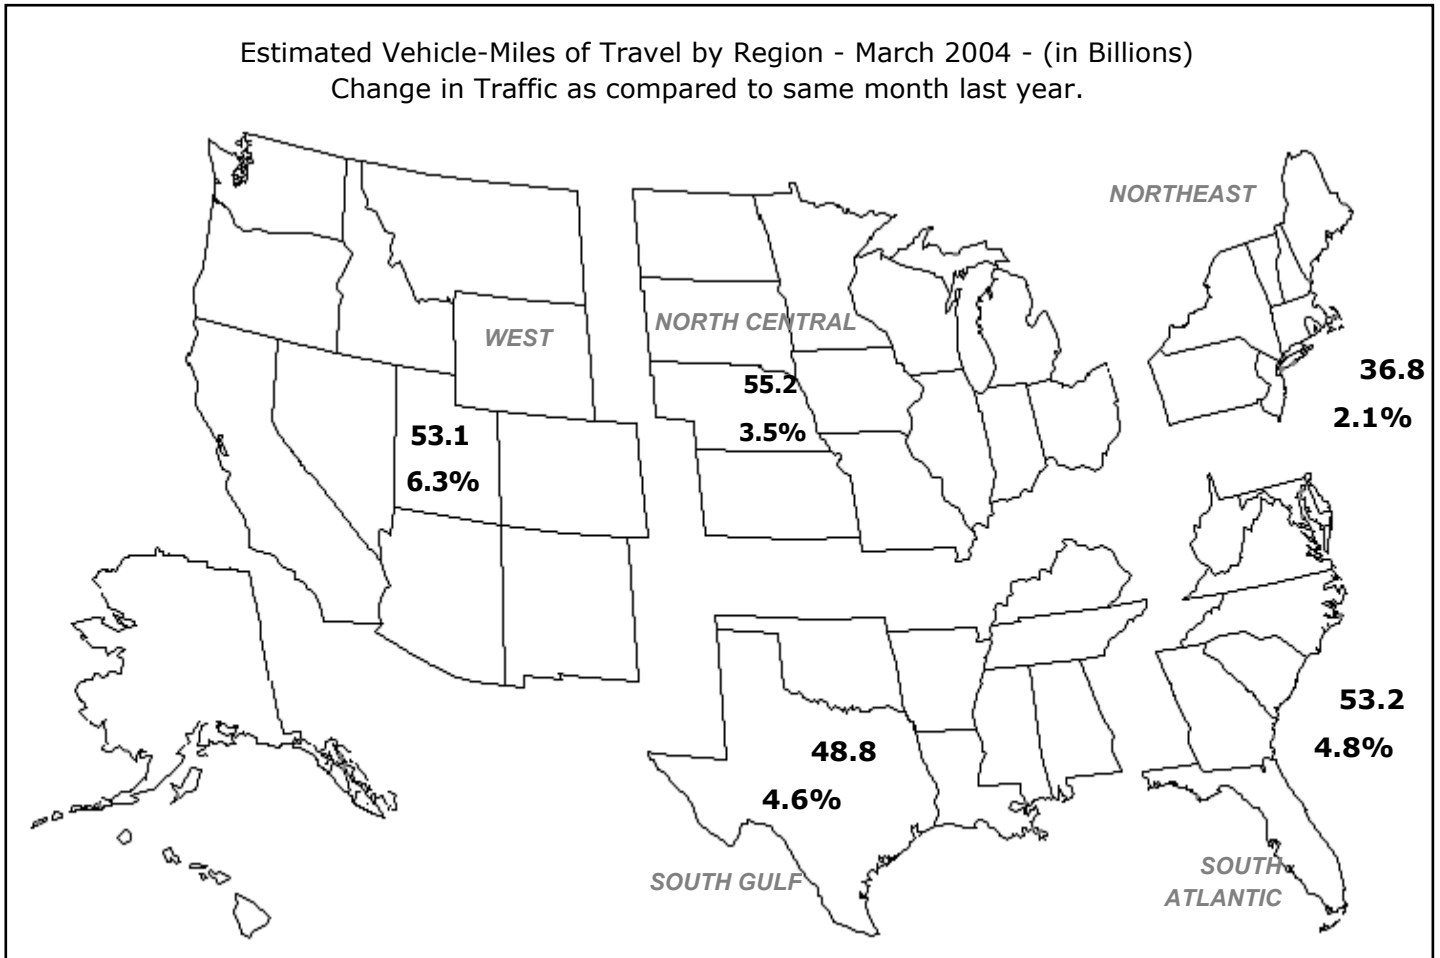 Estimated Vehicle-Miles of Travel by Region - March 2004 - (in Billions)
Change in Traffic as compared to same month last year.
NORTHEAST
36.8
2.1%
NORTH CENTRAL
55.2
3.5%
WEST
53.1
6.3%
SOUTH GULF
48.8
4.6%
SOUTH
ATLANTIC
53.2
4.8%